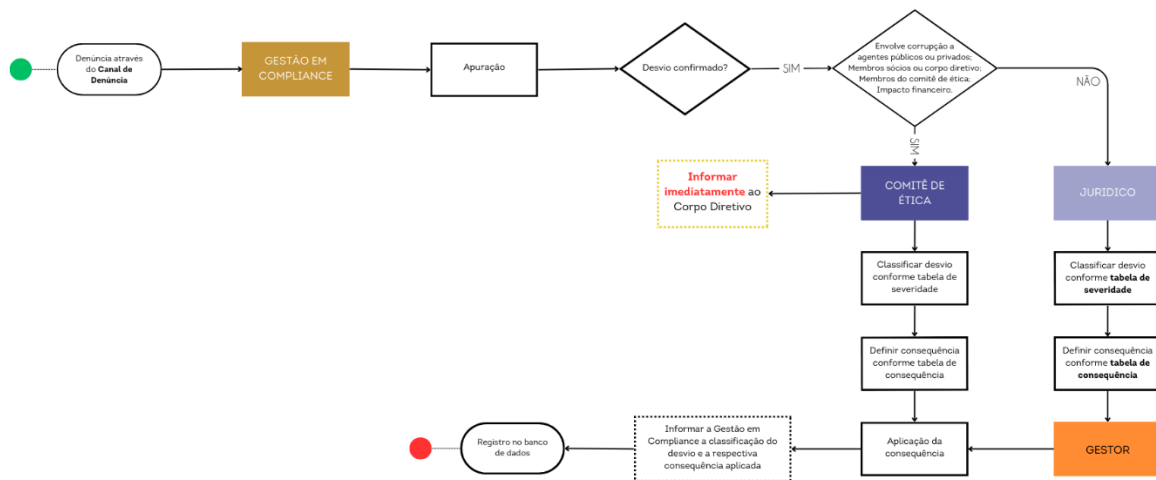 Denúncia através
do Canal de
Denúncia
GESTÃO EM
COMPLIANCE
Apuração
Desvio confirmado?
SIM
Envolve corrupção a
agentes públicos ou privados;
Membros sócios ou corpo diretivo;
Membros do comitê de ética;
Impacto financeiro.
NÃO
SIM
Informar
imediatamente ao
Corpo Diretivo
COMITÊ DE
ÉTICA
JURIDICO
Classificar desvio
conforme tabela de
severidade
Classificar desvio
conforme tabela de
severidade
Definir consequência
conforme tabela de
consequência
Definir consequência
conforme tabela de
consequência
Registro no banco
de dados
Informar a Gestão em
Compliance a classificação do
desvio e a respectiva
consequência aplicada
Aplicação da
consequência
GESTOR